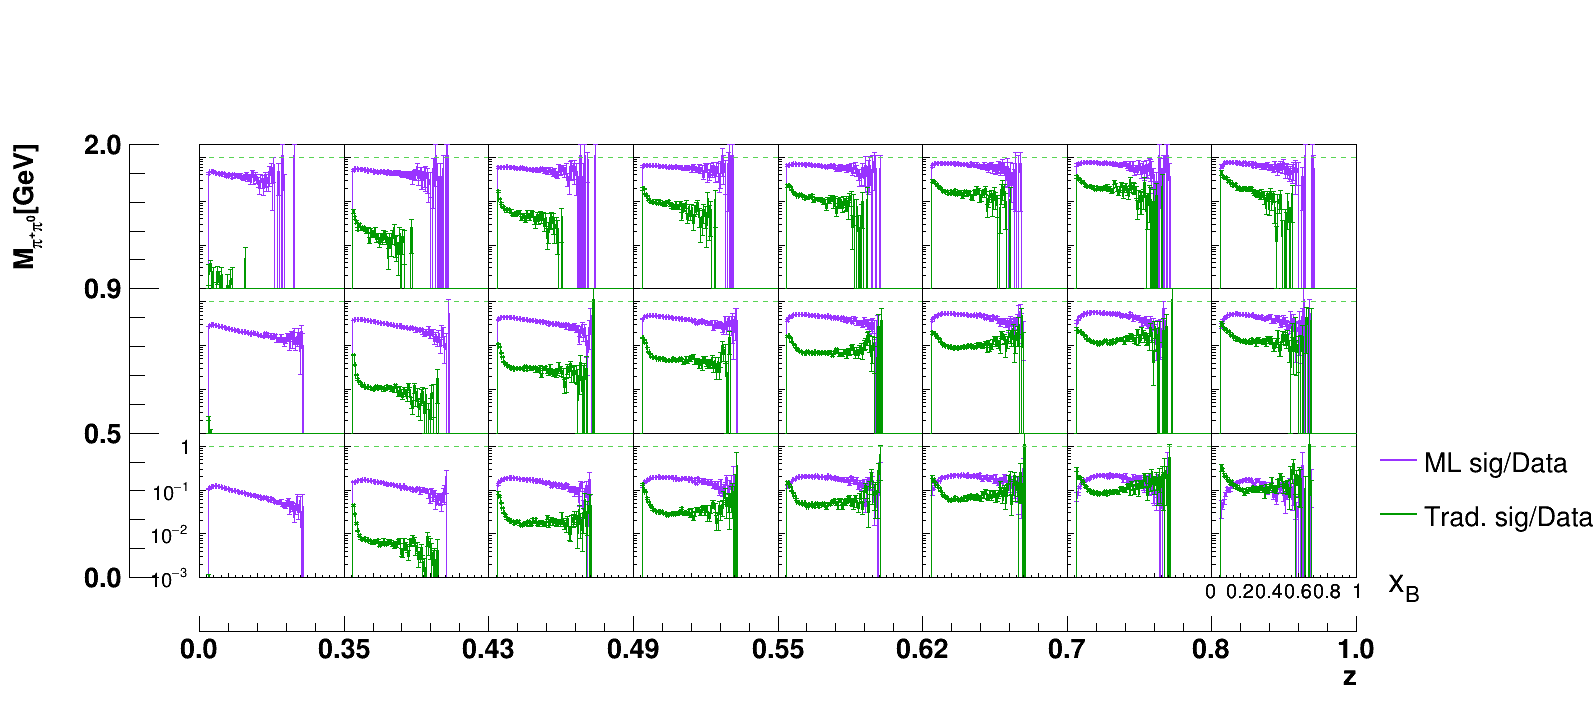 M π⁺π⁰ [GeV]
2.0
0.9
0.5
0.0
1
10⁻¹
10⁻²
10⁻³
ML sig/Data
Trad. sig/Data
0 0.20.40.60.8 1
x_B
0.0 0.35 0.43 0.49 0.55 0.62 0.7 0.8 1.0
z